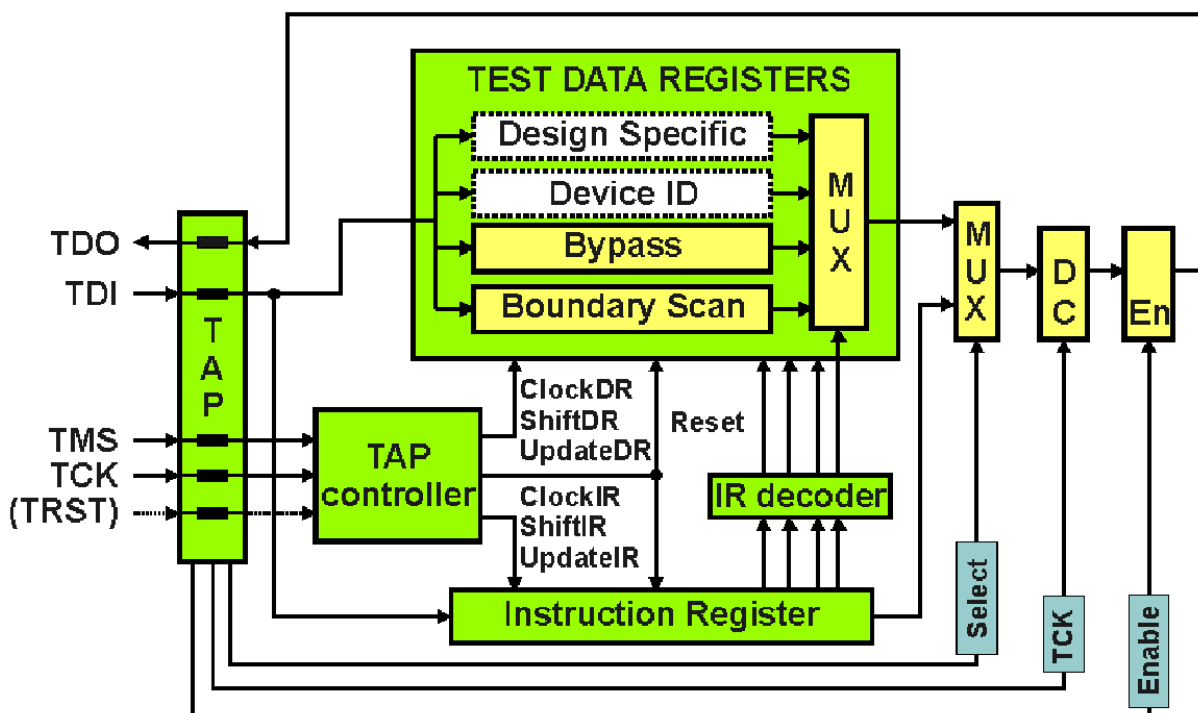 TEST DATA REGISTERS
Design Specific
Device ID
Bypass
Boundary Scan
MUX
MUX
DC
En
TDO
TDI
TAP
TMS
TCK
(TRST)
TAP
controller
ClockDR
ShiftDR
UpdateDR
Reset
ClockIR
ShiftIR
UpdateIR
IR decoder
Instruction Register
Select
TCK
Enable